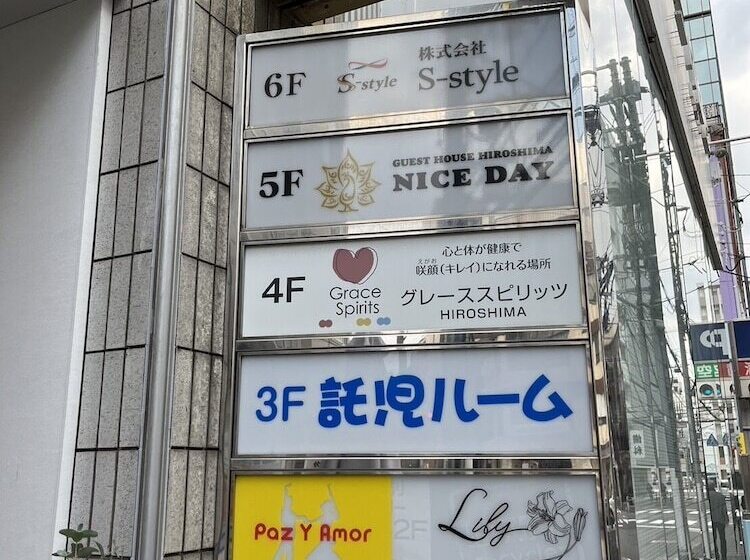 6F
S-style
株式会社
S-style
5F
GUEST HOUSE HIROSHIMA
NICE DAY
4F
Grace
Spirits
心と体が健康で
えがお
咲顔(キレイ)になれる場所
グレーススピリッツ
HIROSHIMA
3F 託児ルーム
Paz Y Amor
2F
Lily
P
空
歯科